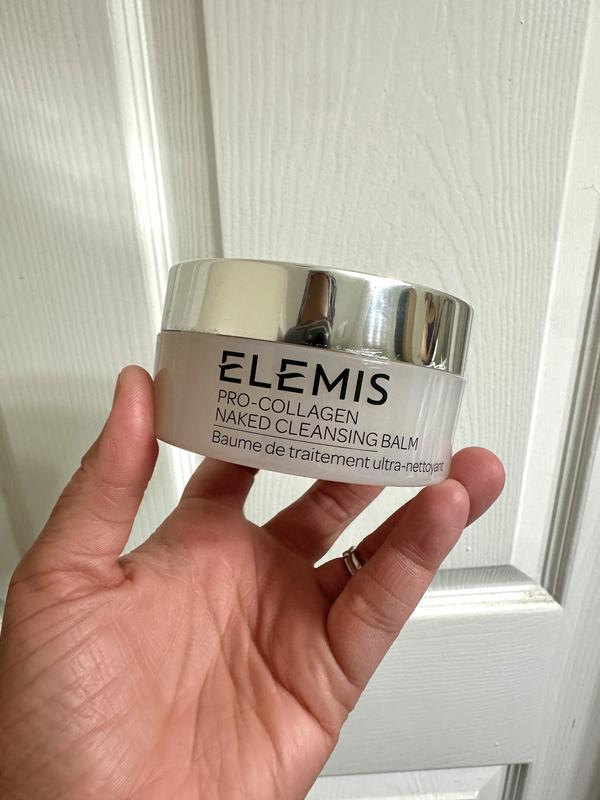 ELEMIS
PRO-COLLAGEN
NAKED CLEANSING BALM
Baume de traitement ultra-nettoyant